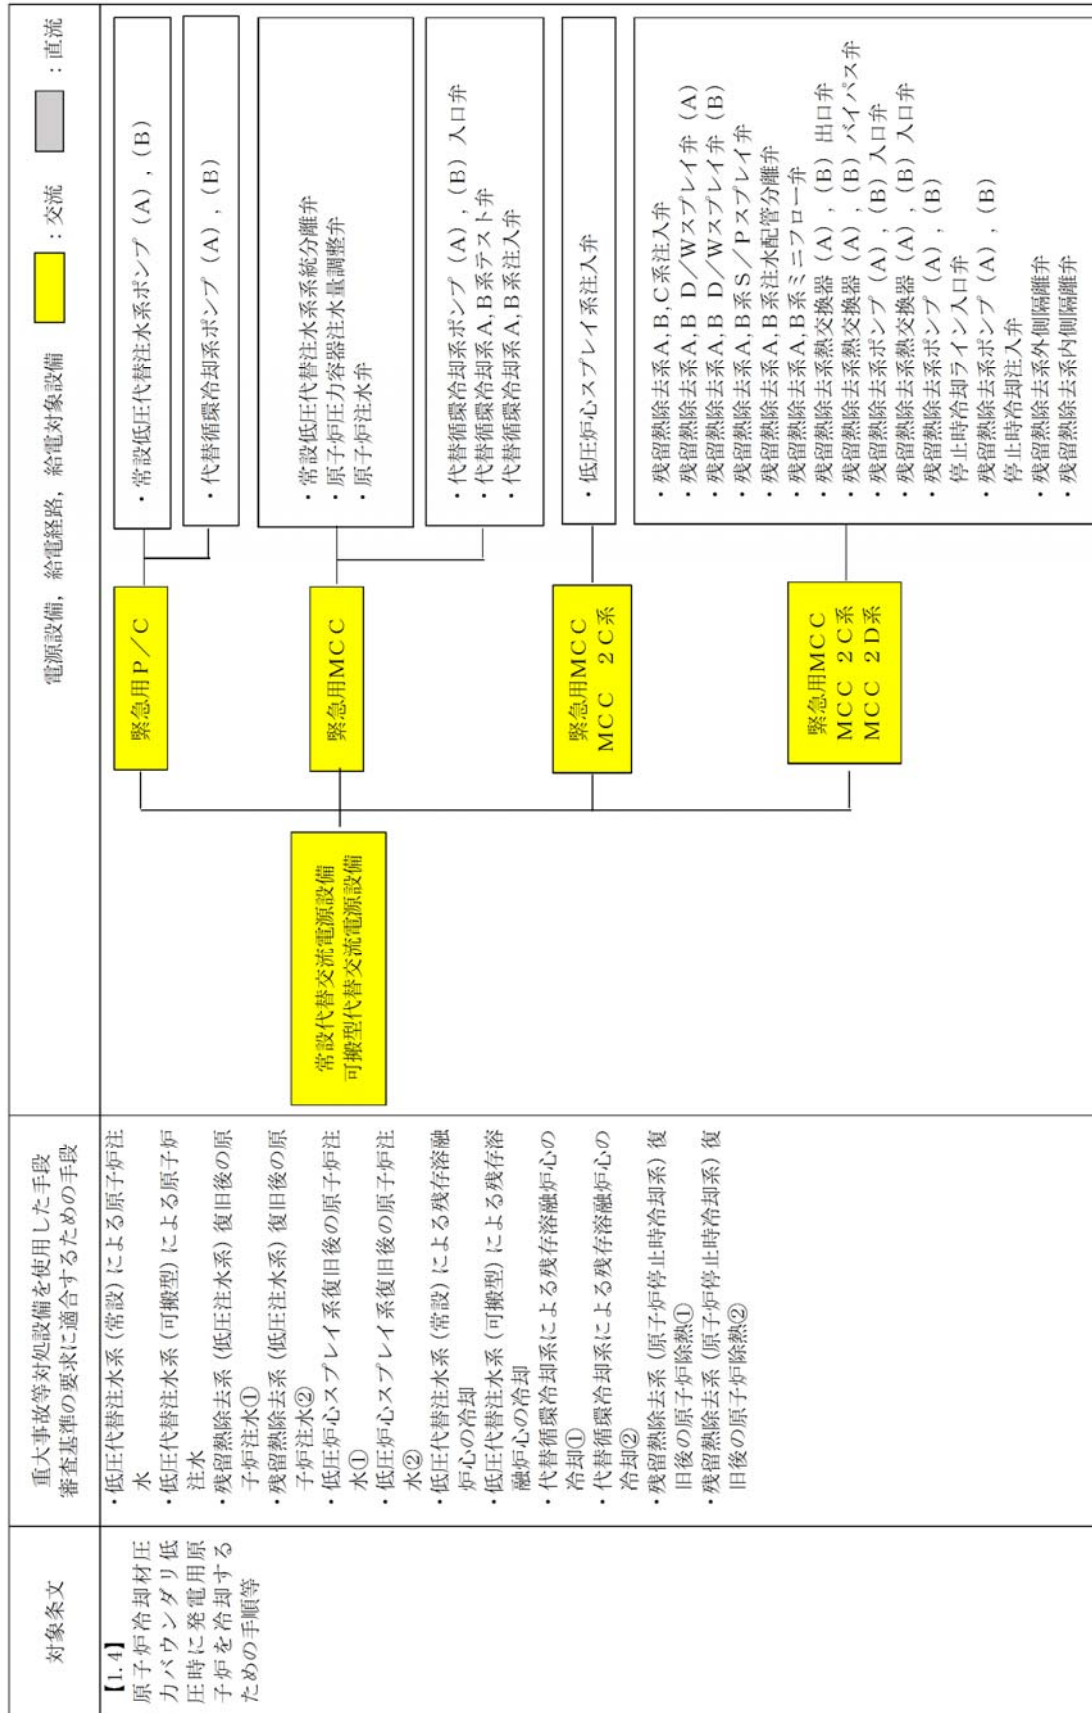 対象条文
重大事故等対処設備を使用した手段
審査基準の要求に適合するための手段
電源設備，給電経路，給電対象設備
：交流
：直流
【1.4】
原子炉冷却材圧
力バウンダリ低
圧時に発電用原
子炉を冷却する
ための手順等
・低圧代替注水系（常設）による原子炉注
水
・低圧代替注水系（可搬型）による原子炉
注水
・残留熱除去系（低圧注水系）復旧後の原
子炉注水①
・残留熱除去系（低圧注水系）復旧後の原
子炉注水②
・低圧炉心スプレイ系復旧後の原子炉注
水①
・低圧炉心スプレイ系復旧後の原子炉注
水②
・低圧代替注水系（常設）による残存溶融
炉心の冷却
・低圧代替注水系（可搬型）による残存溶
融炉心の冷却
・代替循環冷却系による残存溶融炉心の
冷却①
・代替循環冷却系による残存溶融炉心の
冷却②
・残留熱除去系（原子炉停止時冷却系）復
旧後の原子炉除熱①
・残留熱除去系（原子炉停止時冷却系）復
旧後の原子炉除熱②
常設代替交流電源設備
可搬型代替交流電源設備
緊急用Ｐ／Ｃ
・常設低圧代替注水系ポンプ（Ａ），（Ｂ）
・代替循環冷却系ポンプ（Ａ），（Ｂ）
緊急用ＭＣＣ
・常設低圧代替注水系系統分離弁
・原子炉圧力容器注水量調整弁
・原子炉注水弁
・代替循環冷却系ポンプ（Ａ），（Ｂ）入口弁
・代替循環冷却系Ａ,Ｂ系テスト弁
・代替循環冷却系Ａ,Ｂ系注入弁
緊急用ＭＣＣ
ＭＣＣ　２Ｃ系
・低圧炉心スプレイ系注入弁
緊急用ＭＣＣ
ＭＣＣ　２Ｃ系
ＭＣＣ　２Ｄ系
・残留熱除去系Ａ,Ｂ,Ｃ系注入弁
・残留熱除去系Ａ,Ｂ Ｄ／Ｗスプレイ弁（Ａ）
・残留熱除去系Ａ,Ｂ Ｄ／Ｗスプレイ弁（Ｂ）
・残留熱除去系Ａ,Ｂ系Ｓ／Ｐスプレイ弁
・残留熱除去系Ａ,Ｂ系注水配管分離弁
・残留熱除去系Ａ,Ｂ系ミニフロー弁
・残留熱除去系熱交換器（Ａ），（Ｂ）出口弁
・残留熱除去系熱交換器（Ａ），（Ｂ）バイパス弁
・残留熱除去系ポンプ（Ａ），（Ｂ）入口弁
・残留熱除去系熱交換器（Ａ），（Ｂ）入口弁
・残留熱除去系ポンプ（Ａ），（Ｂ）
停止時冷却ライン入口弁
・残留熱除去系ポンプ（Ａ），（Ｂ）
停止時冷却注入弁
・残留熱除去系外側隔離弁
・残留熱除去系内側隔離弁